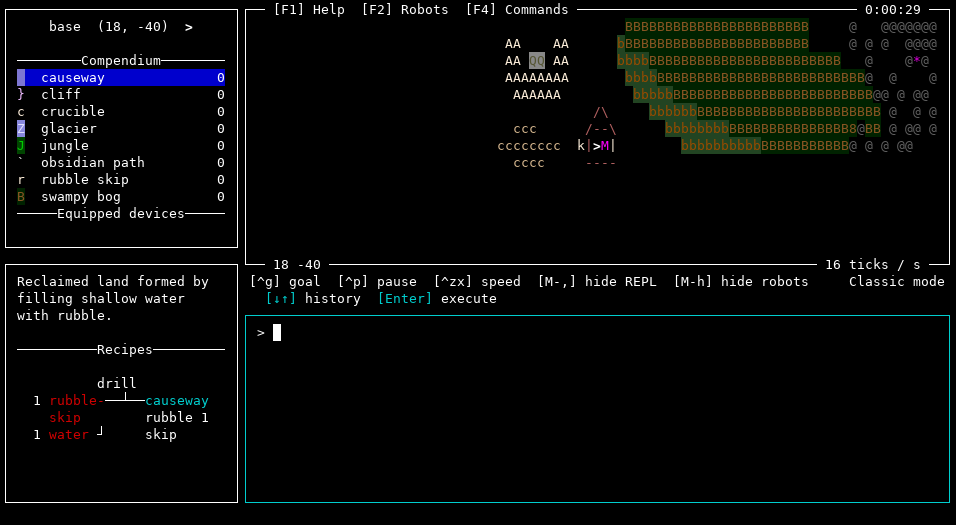 base  (18, -40)  >
Compendium
causeway 0
} cliff 0
c crucible 0
Z glacier 0
J jungle 0
` obsidian path 0
r rubble skip 0
B swampy bog 0
Equipped devices
Reclaimed land formed by
filling shallow water
with rubble.
Recipes
drill
1 rubble causeway
skip rubble 1
1 water skip
[F1] Help  [F2] Robots  [F4] Commands 0:00:29
BBBBBBBBBBBBBBBBBBBBBBB @ @@@@@@@
AA AA bBBBBBBBBBBBBBBBBBBBBBBB @ @ @ @@@@
AA QQ AA bbbbBBBBBBBBBBBBBBBBBBBBBBBB @ @*@
AAAAAAAA bbbbBBBBBBBBBBBBBBBBBBBBBBBBBB@ @ @
AAAAAA bbbbbBBBBBBBBBBBBBBBBBBBBBBBBB@@ @ @@
/\ bbbbbbBBBBBBBBBBBBBBBBBBBBBBB @ @ @
ccc /--\ bbbbbbbbBBBBBBBBBBBBBBB8@BB @ @@ @
cccccccc k|>M| bbbbbbbbbbBBBBBBBBBBB@ @ @ @@
cccc ----
18 -40 16 ticks / s
[^g] goal  [^p] pause  [^zx] speed  [M-,] hide REPL  [M-h] hide robots Classic mode
[↓↑] history  [Enter] execute
>